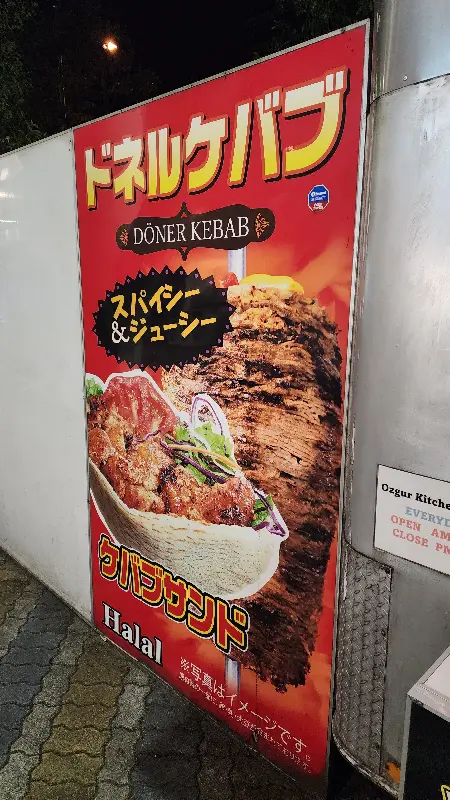 ドネルケバブ
DÖNER KEBAB
スパイシー
&ジューシー
ケバブサンド
Halal
※写真はイメージです。
Ozgur Kitche
EVERYD
OPEN AM
CLOSE PM